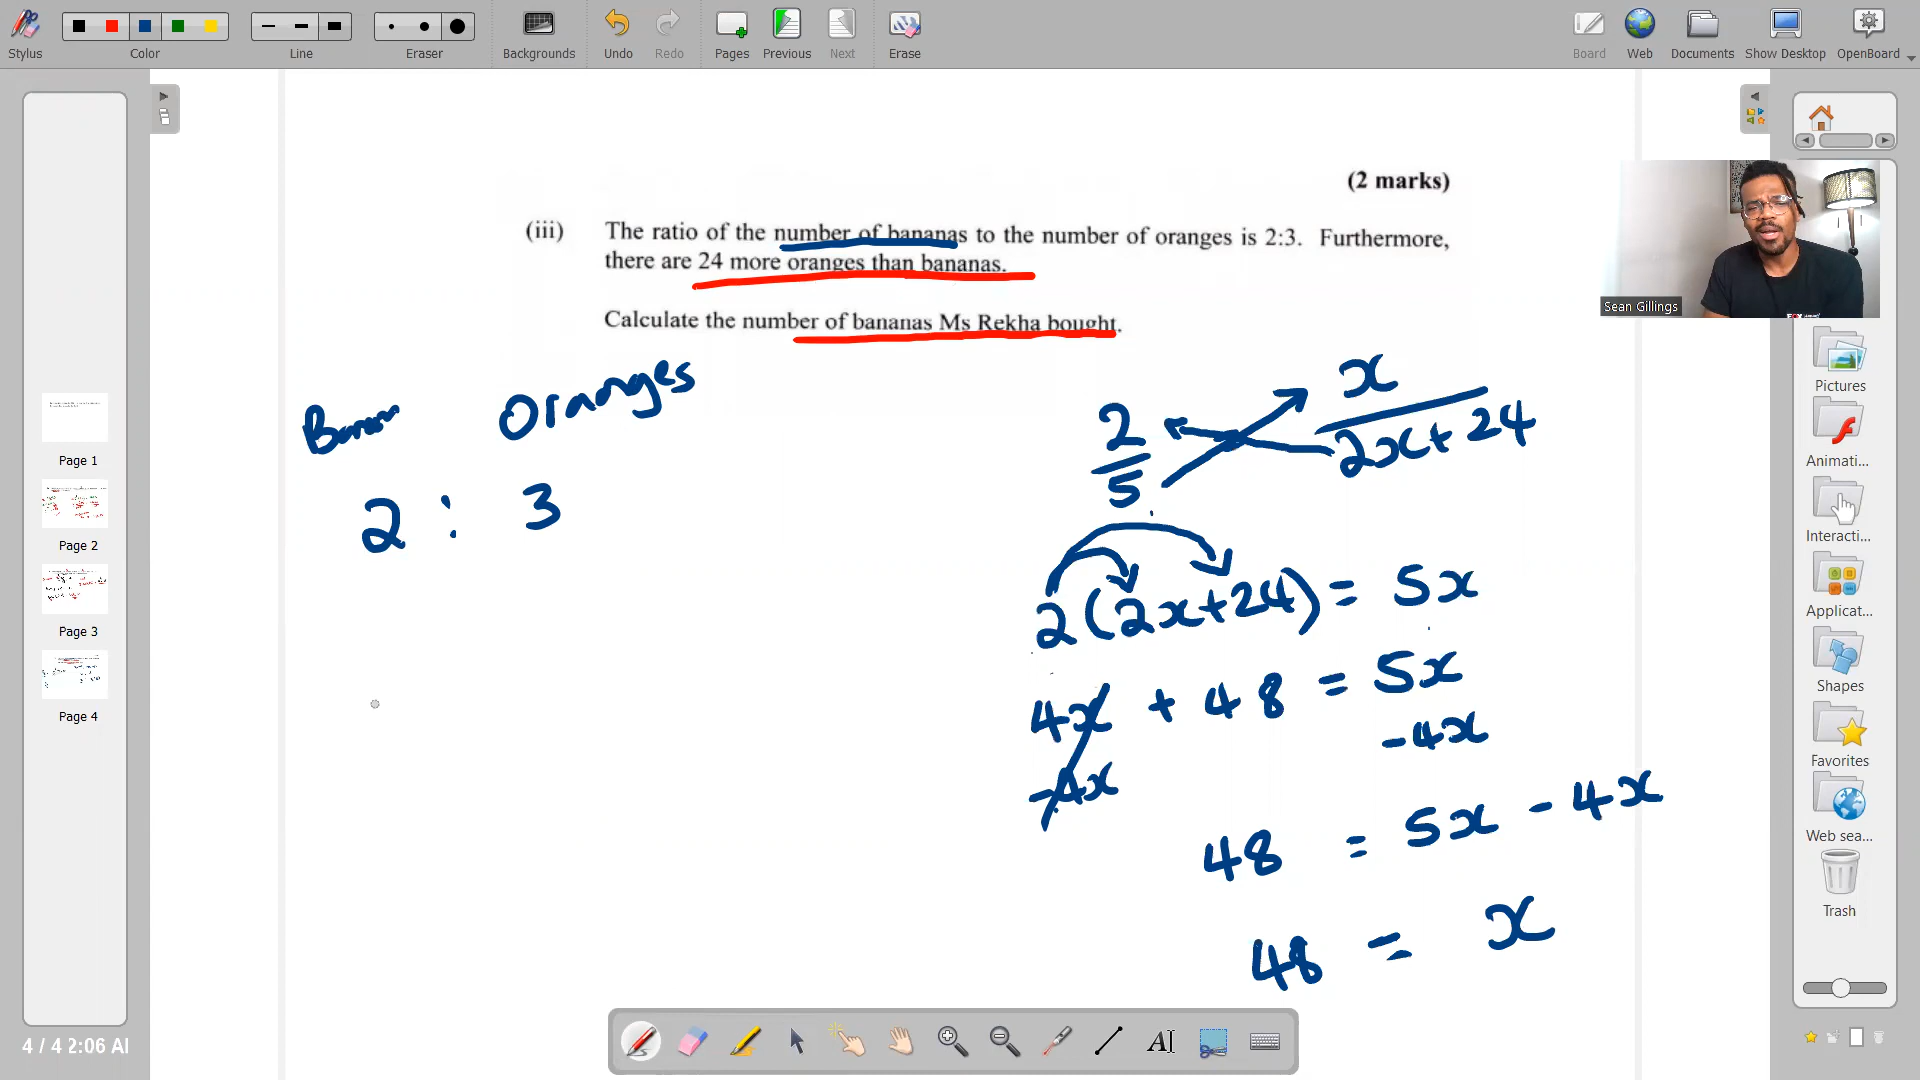 Stylus
Color
Line
Eraser
Backgrounds
Undo
Redo
Pages
Previous
Next
Erase
Board
Web
Documents
Show Desktop
OpenBoard
(2 marks)
(iii) The ratio of the number of bananas to the number of oranges is 2:3. Furthermore,
there are 24 more oranges than bananas.
Calculate the number of bananas Ms Rekha bought.
Sean Gillings
Oranges
2 : 3
2/5
x/(2x+24)
2(2x+24) = 5x
4x + 48 = 5x
-4x -4x
48 = 5x - 4x
48 = x
Page 1
Page 2
Page 3
Page 4
Pictures
Animati...
Interacti...
Applicat...
Shapes
Favorites
Web sea...
Trash
4 / 4 2:06 AI